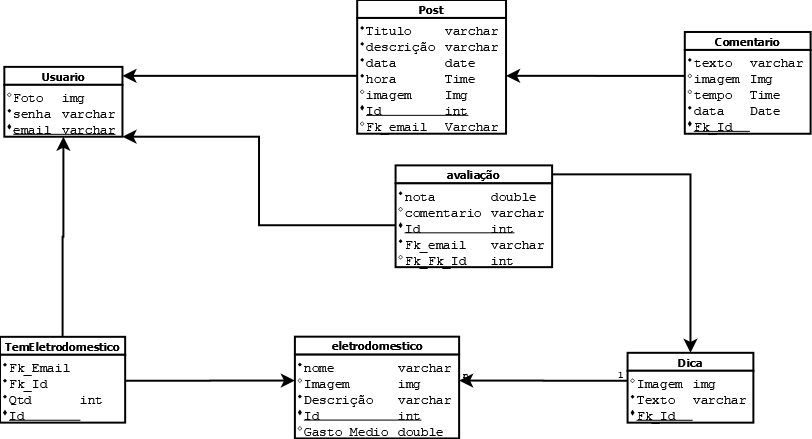 Post
Titulo varchar
descrição varchar
data date
hora Time
imagem Img
Id int
Fk_email Varchar
Comentario
texto varchar
imagem Img
tempo Time
data Date
Fk_Id
Usuario
Foto img
senha varchar
email varchar
avaliação
nota double
comentario varchar
Id int
Fk_email varchar
Fk_Fk_Id int
TemEletrodomestico
Fk_Email
Fk_Id
Qtd int
Id
eletrodomestico
nome varchar
Imagem img
Descrição varchar
Id int
Gasto Medio double
n
1
Dica
Imagem img
Texto varchar
Fk_Id